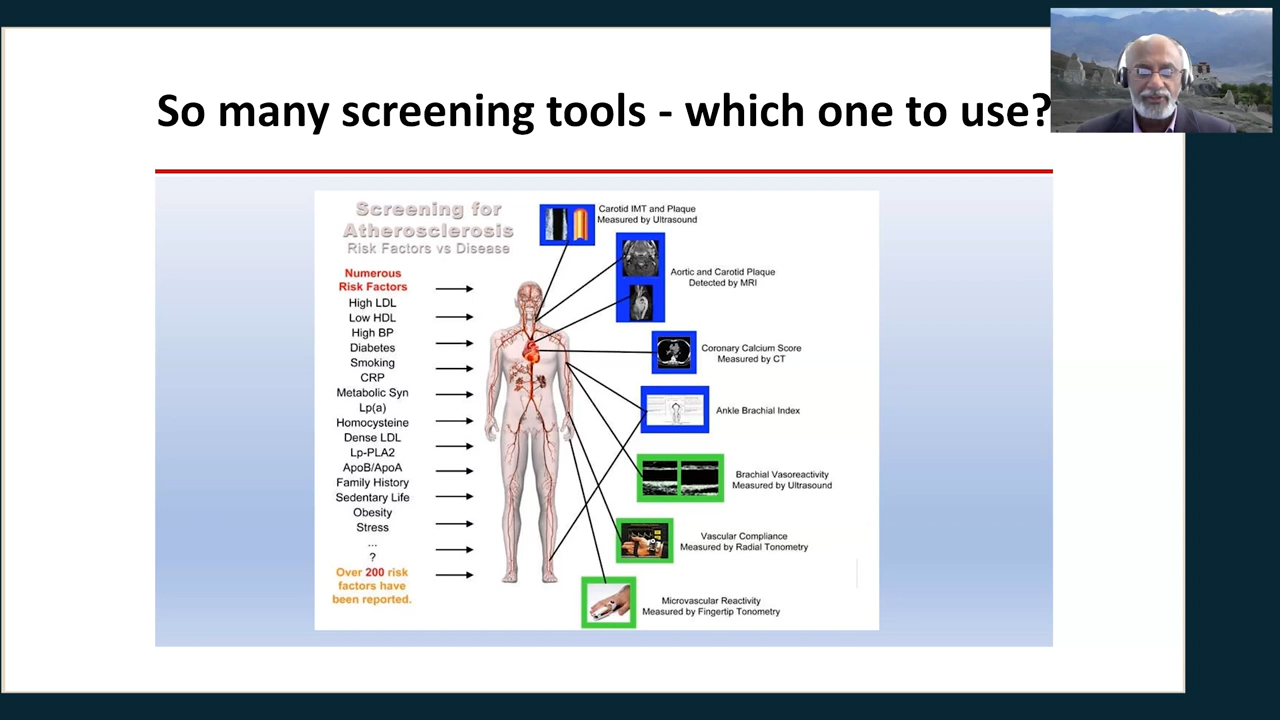 So many screening tools - which one to use?
Screening for
Atherosclerosis
Risk Factors vs Disease
Numerous
Risk Factors
High LDL
Low HDL
High BP
Diabetes
Smoking
CRP
Metabolic Syn
Lp(a)
Homocysteine
Dense LDL
Lp-PLA2
ApoB/ApoA
Family History
Sedentary Life
Obesity
Stress
...
?
Over 200 risk
factors have
been reported.
Carotid IMT and Plaque
Measured by Ultrasound
Aortic and Carotid Plaque
Detected by MRI
Coronary Calcium Score
Measured by CT
Ankle Brachial Index
Brachial Vasoreactivity
Measured by Ultrasound
Vascular Compliance
Measured by Radial Tonometry
Microvascular Reactivity
Measured by Fingertip Tonometry